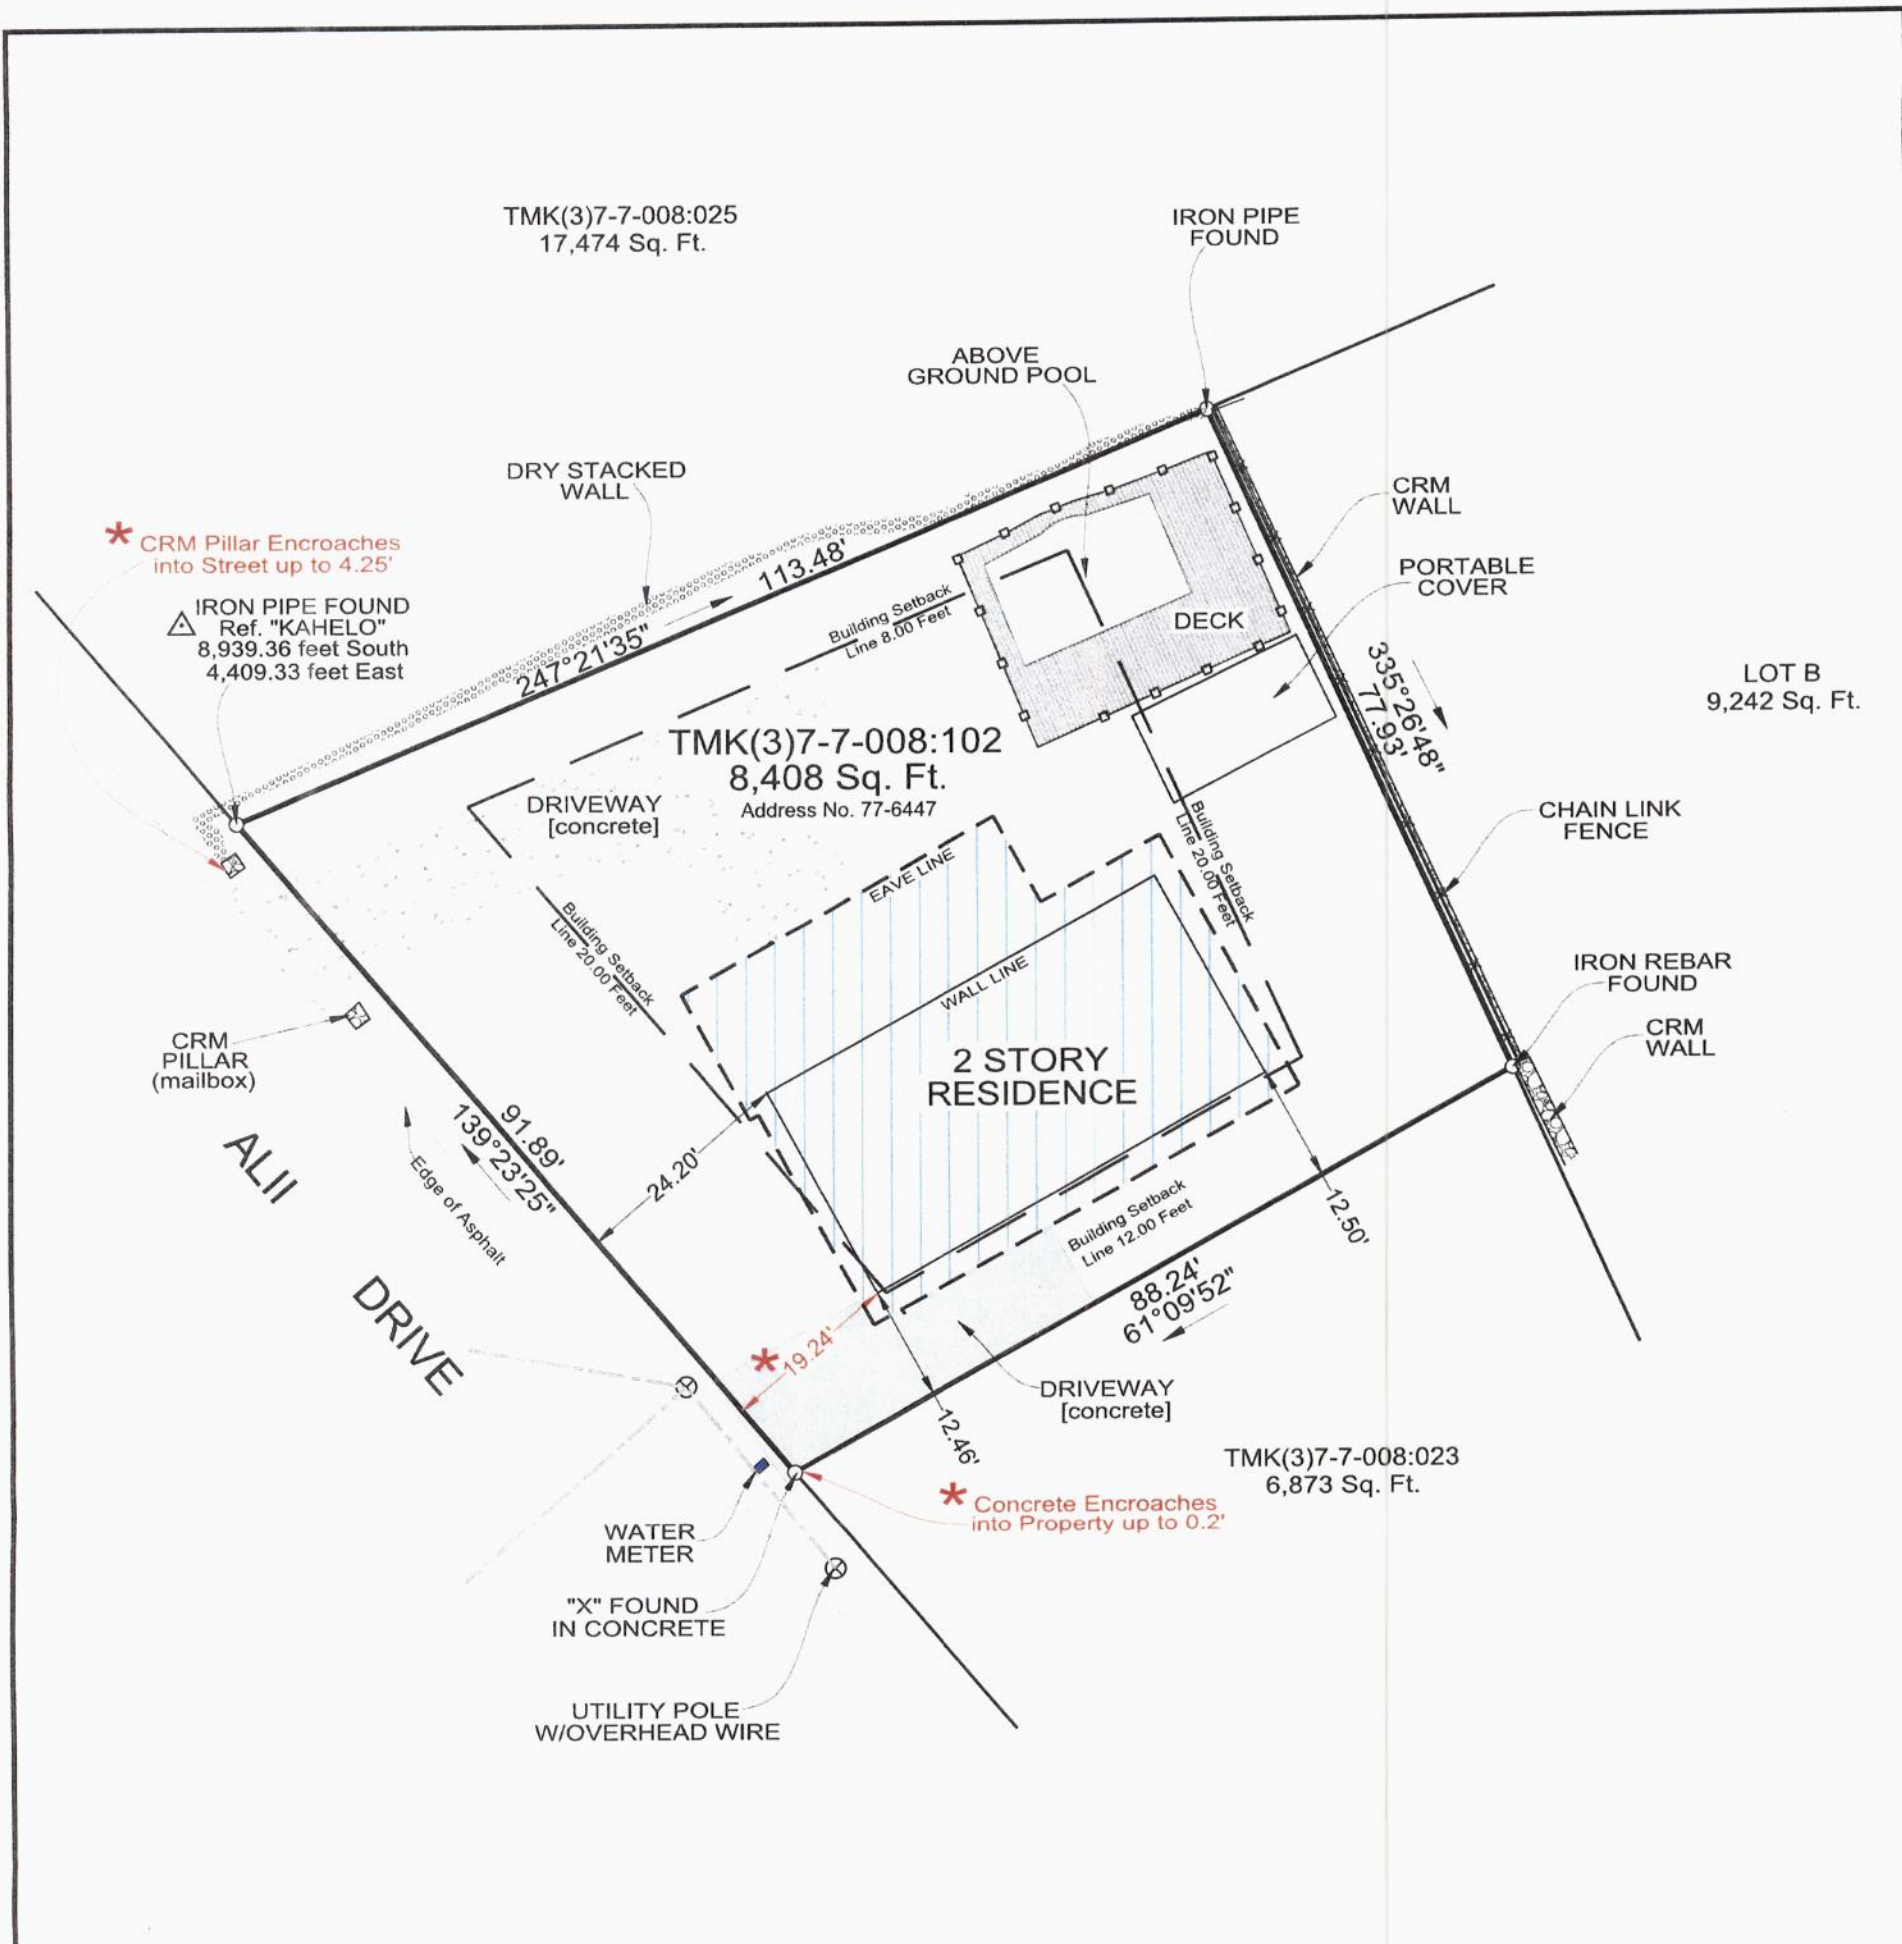 TMK(3)7-7-008:025
17,474 Sq. Ft.
IRON PIPE
FOUND
ABOVE
GROUND POOL
DRY STACKED
WALL
CRM
WALL
* CRM Pillar Encroaches
into Street up to 4.25'
PORTABLE
COVER
IRON PIPE FOUND
Ref. "KAHELO"
8,939.36 feet South
4,409.33 feet East
113.48'
247°21'35"
Building Setback
Line 8.00 Feet
DECK
335°26'48"
77.93'
LOT B
9,242 Sq. Ft.
TMK(3)7-7-008:102
8,408 Sq. Ft.
Address No. 77-6447
DRIVEWAY
[concrete]
CHAIN LINK
FENCE
Building Setback
Line 20.00 Feet
EAVE LINE
Building Setback
Line 20.00 Feet
WALL LINE
IRON REBAR
FOUND
CRM
WALL
CRM
PILLAR
(mailbox)
2 STORY
RESIDENCE
91.89'
139°23'25"
24.20'
Edge of Asphalt
ALII
DRIVE
Building Setback
Line 12.00 Feet
12.50'
88.24'
61°09'52"
* 19.24'
DRIVEWAY
[concrete]
12.46'
TMK(3)7-7-008:023
6,873 Sq. Ft.
* Concrete Encroaches
into Property up to 0.2'
WATER
METER
"X" FOUND
IN CONCRETE
UTILITY POLE
W/OVERHEAD WIRE